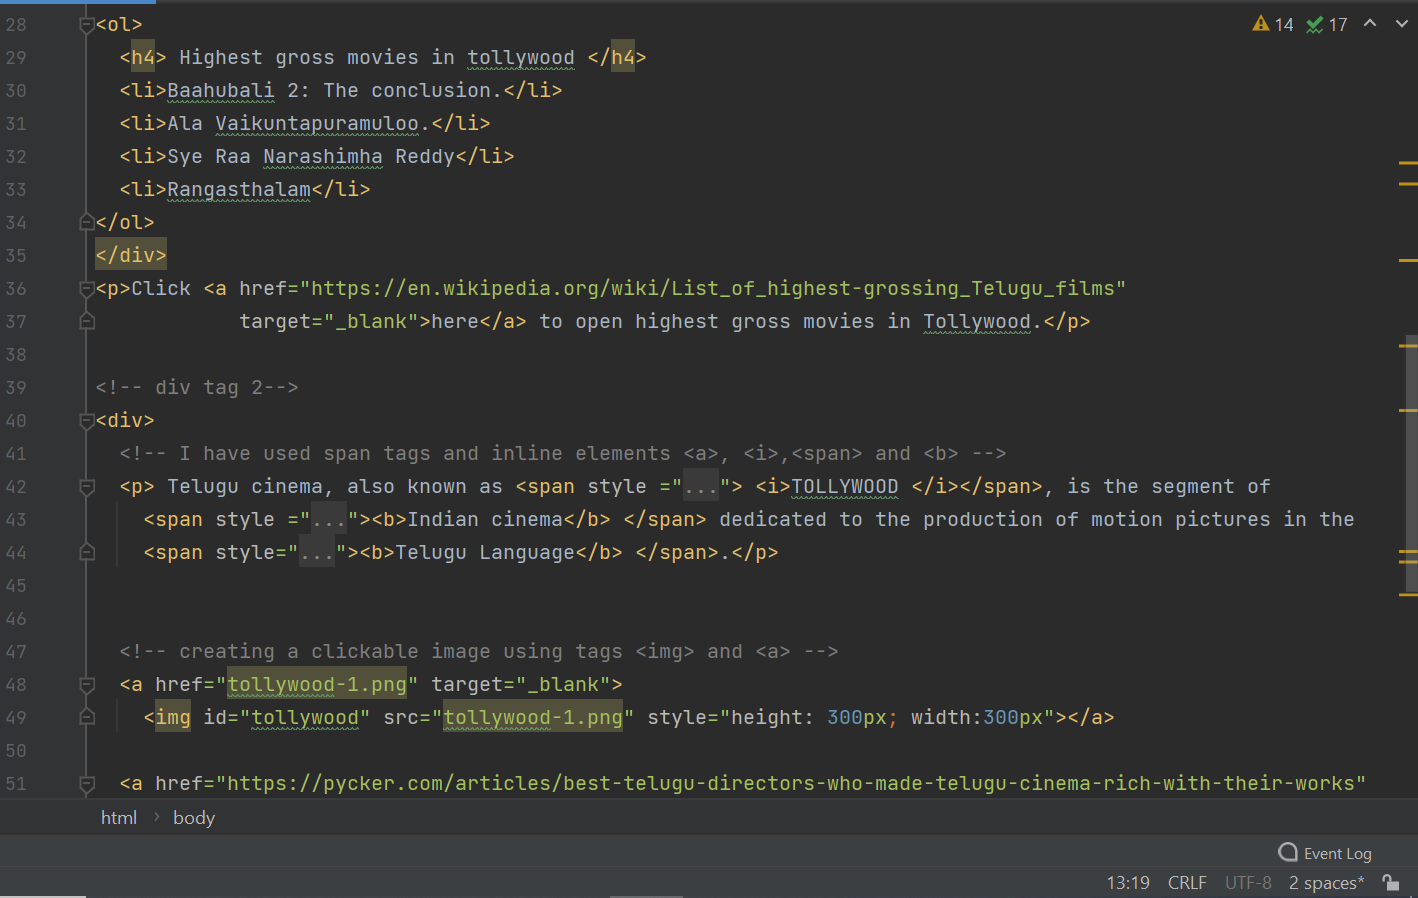 28 <ol>
⚠ 14 ✓ 17
29 <h4> Highest gross movies in tollywood </h4>
30 <li>Baahubali 2: The conclusion.</li>
31 <li>Ala Vaikuntapuramuloo.</li>
32 <li>Sye Raa Narashimha Reddy</li>
33 <li>Rangasthalam</li>
34 </ol>
35 </div>
36 <p>Click <a href="https://en.wikipedia.org/wiki/List_of_highest-grossing_Telugu_films"
37 target="_blank">here</a> to open highest gross movies in Tollywood.</p>
38
39 <!-- div tag 2-->
40 <div>
41 <!-- I have used span tags and inline elements <a>, <i>,<span> and <b> -->
42 <p> Telugu cinema, also known as <span style ="..."> <i>TOLLYWOOD </i></span>, is the segment of
43 <span style ="..."><b>Indian cinema</b> </span> dedicated to the production of motion pictures in the
44 <span style="..."><b>Telugu Language</b> </span>.</p>
45
46
47 <!-- creating a clickable image using tags <img> and <a> -->
48 <a href="tollywood-1.png" target="_blank">
49 <img id="tollywood" src="tollywood-1.png" style="height: 300px; width:300px"></a>
50
51 <a href="https://pycker.com/articles/best-telugu-directors-who-made-telugu-cinema-rich-with-their-works"
html › body
Event Log
13:19 CRLF UTF-8 2 spaces*